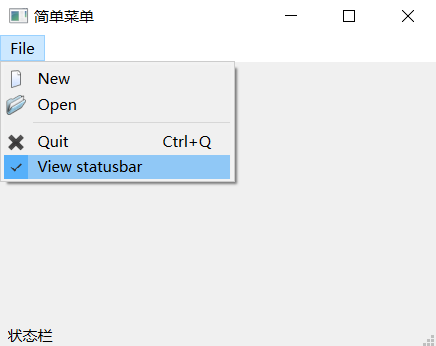 简单菜单
File
New
Open
Quit Ctrl+Q
View statusbar
状态栏